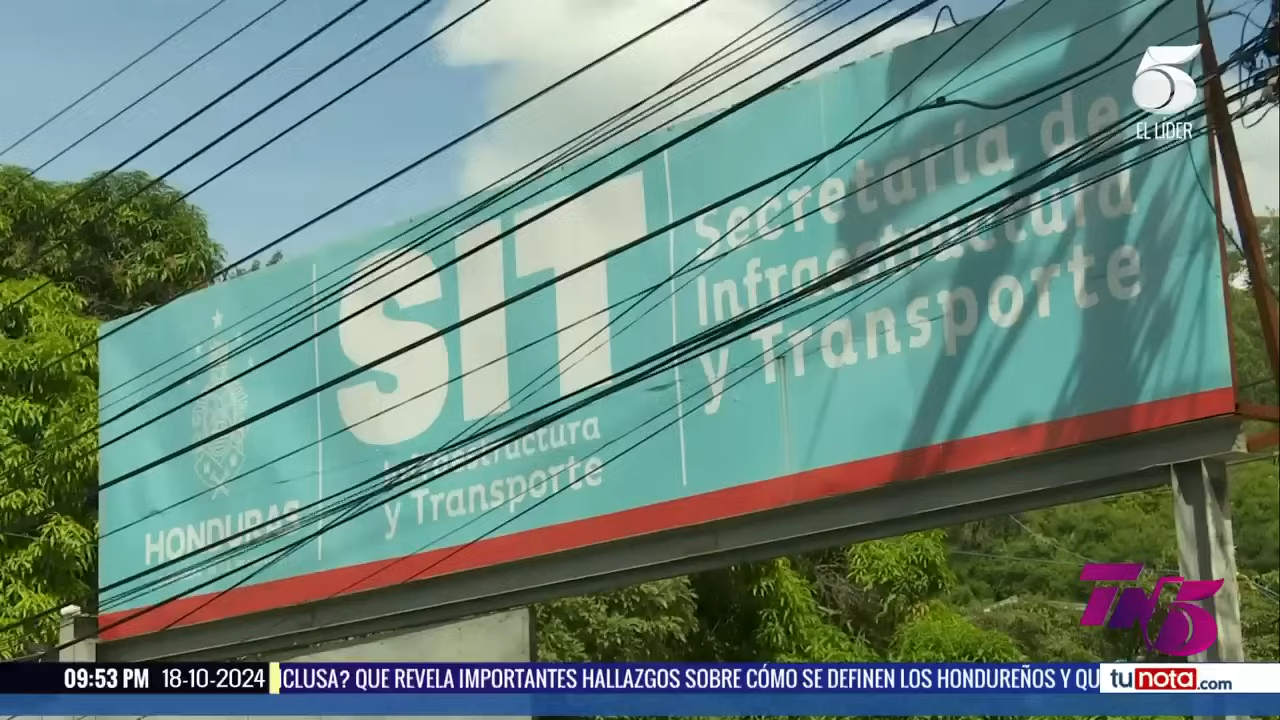 5
EL LÍDER
HONDURAS
SIT
Infraestructura
y Transporte
Secretaría de
Infraestructura
y Transporte
TN5
09:53 PM 18-10-2024 CLUSA? QUE REVELA IMPORTANTES HALLAZGOS SOBRE CÓMO SE DEFINEN LOS HONDUREÑOS Y QU tunota.com